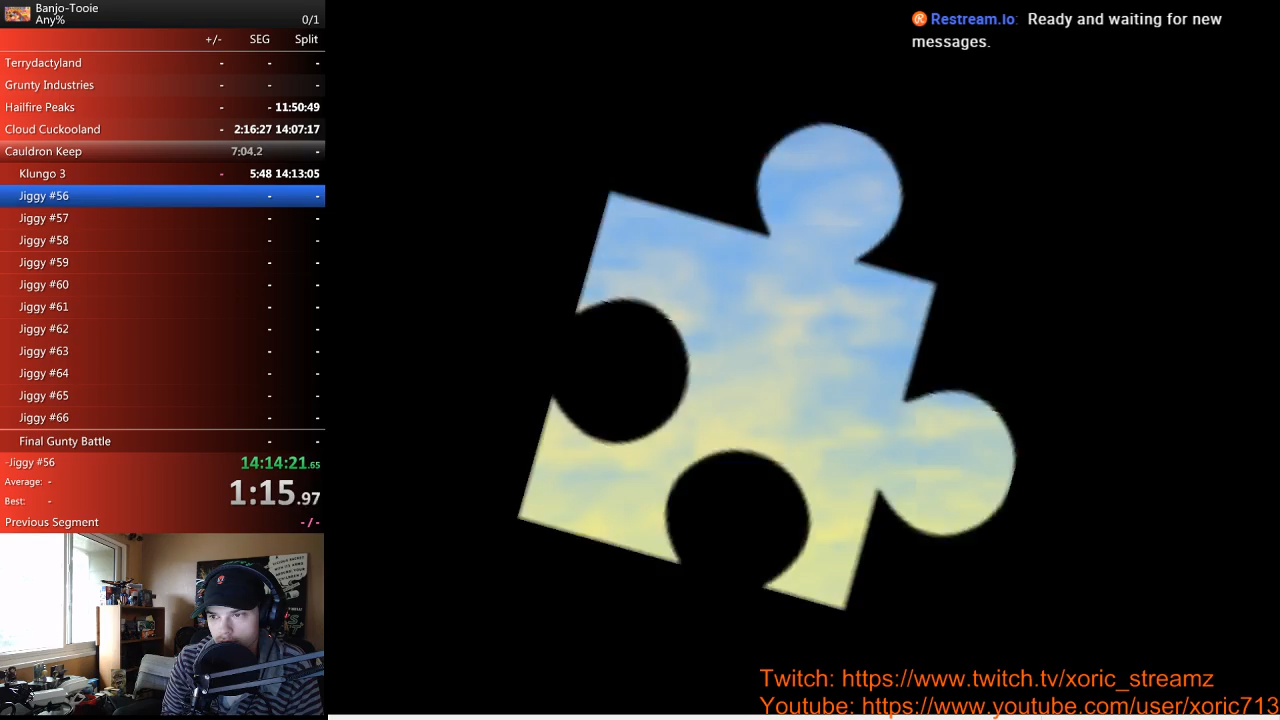 Banjo-Tooie
Any%
0/1
+/- SEG Split
Terrydactyland - - -
Grunty Industries - - -
Hailfire Peaks - - 11:50:49
Cloud Cuckooland - 2:16:27 14:07:17
Cauldron Keep 7:04.2 -
Klungo 3 - 5:48 14:13:05
Jiggy #56 - -
Jiggy #57 - -
Jiggy #58 - -
Jiggy #59 - -
Jiggy #60 - -
Jiggy #61 - -
Jiggy #62 - -
Jiggy #63 - -
Jiggy #64 - -
Jiggy #65 - -
Jiggy #66 - -
Final Gunty Battle - -
-Jiggy #56 14:14:21.65
Average: -
Best: -
1:15.97
Previous Segment - / -
Restream.io: Ready and waiting for new
messages.
Twitch: https://www.twitch.tv/xoric_streamz
Youtube: https://www.youtube.com/user/xoric713